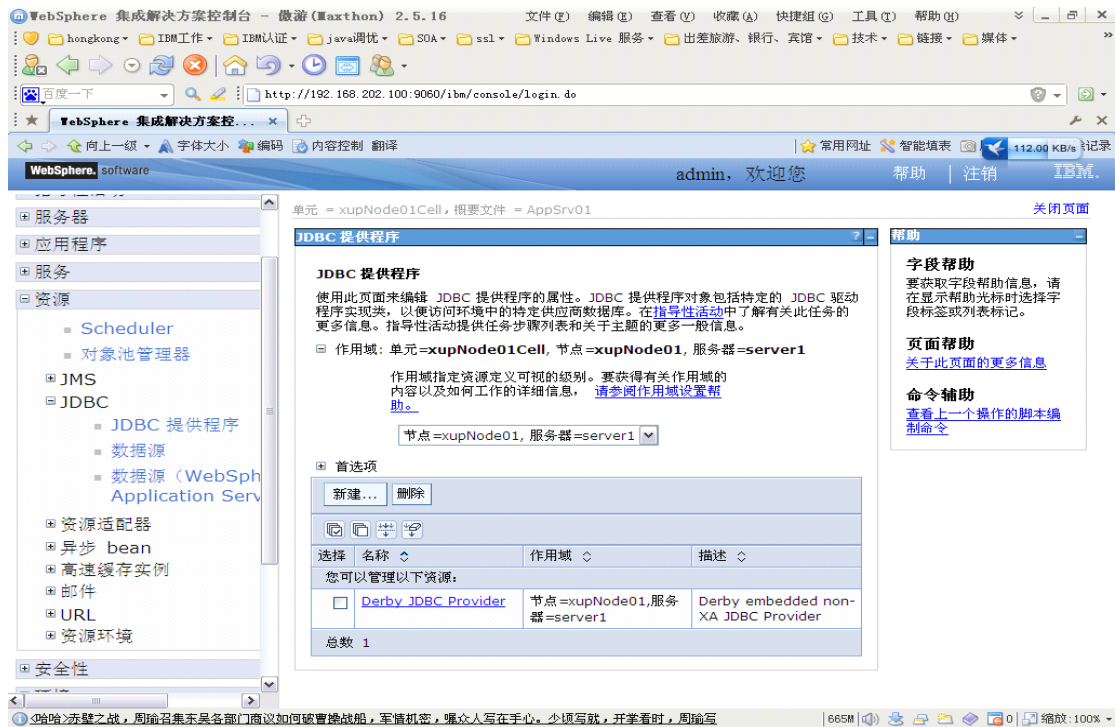 WebSphere 集成解决方案控制台 - 傲游(Maxthon) 2.5.16
文件(F) 编辑(E) 查看(V) 收藏(A) 快捷组(G) 工具(T) 帮助(H)
hongkong IBM工作 IBM认证 java调优 SOA ssl Windows Live 服务 出差旅游、银行、宾馆 技术 链接 媒体
百度一下
http://192.168.202.100:9060/ibm/console/login.do
WebSphere 集成解决方案控...
向上一级 字体大小 编码 内容控制 翻译
常用网址 智能填表
112.00 KB/s
记录
WebSphere. software
admin，欢迎您
帮助 | 注销
IBM.
服务器
应用程序
服务
资源
Scheduler
对象池管理器
JMS
JDBC
JDBC 提供程序
数据源
数据源（WebSph
Application Serv
资源适配器
异步 bean
高速缓存实例
邮件
URL
资源环境
安全性
单元 = xupNode01Cell，概要文件 = AppSrv01
关闭页面
JDBC 提供程序
? -
JDBC 提供程序
使用此页面来编辑 JDBC 提供程序的属性。JDBC 提供程序对象包括特定的 JDBC 驱动
程序实现类，以便访问环境中的特定供应商数据库。在指导性活动中了解有关此任务的
更多信息。指导性活动提供任务步骤列表和关于主题的更多一般信息。
作用域: 单元=xupNode01Cell, 节点=xupNode01, 服务器=server1
作用域指定资源定义可视的级别。要获得有关作用域的
内容以及如何工作的详细信息， 请参阅作用域设置帮
助。
节点=xupNode01, 服务器=server1
首选项
新建... 删除
选择 名称 作用域 描述
您可以管理以下资源:
Derby JDBC Provider
节点=xupNode01,服务
器=server1
Derby embedded non-
XA JDBC Provider
总数 1
帮助
字段帮助
要获取字段帮助信息，请
在显示帮助光标时选择字
段标签或列表标记。
页面帮助
关于此页面的更多信息
命令辅助
查看上一个操作的脚本编
制命令
<哈哈>赤壁之战，周瑜召集东吴各部门商议如何破曹操战船，军情机密，嘱众人写在手心。少顷写就，开掌看时，周瑜写
665M
0
缩放:100%